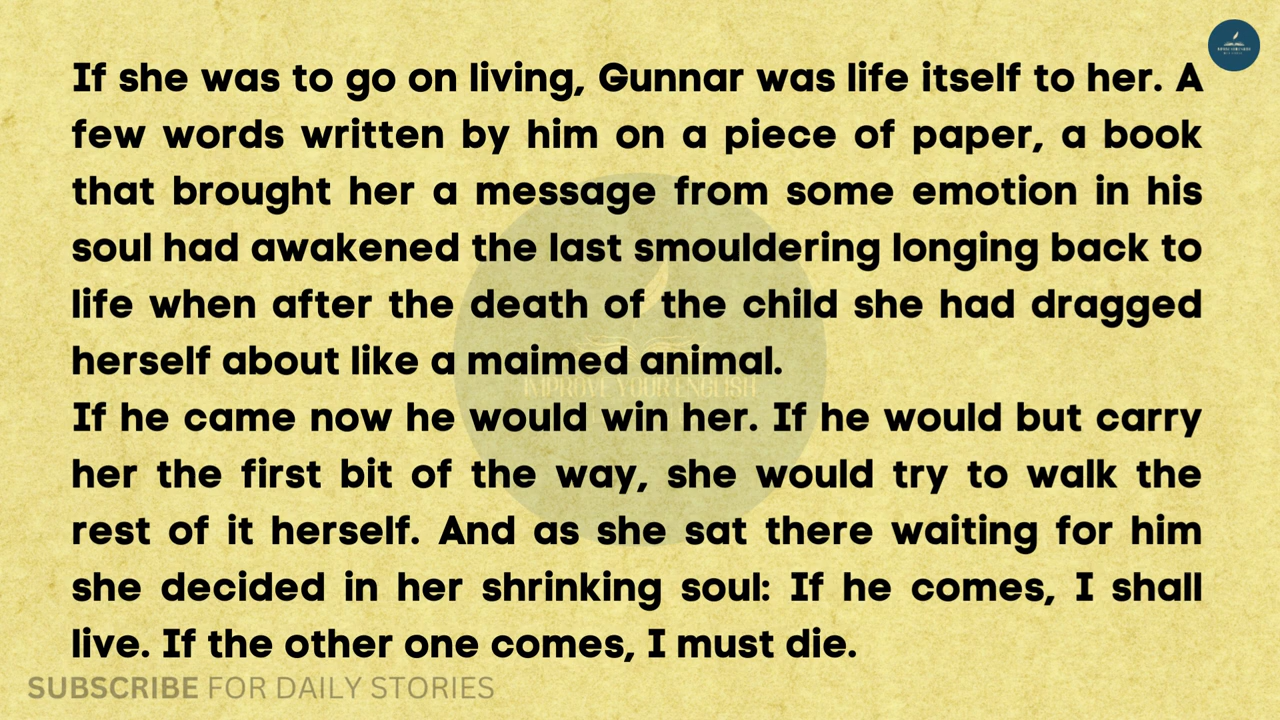 If she was to go on living, Gunnar was life itself to her. A
few words written by him on a piece of paper, a book
that brought her a message from some emotion in his
soul had awakened the last smouldering longing back to
life when after the death of the child she had dragged
herself about like a maimed animal.
IMPROVE YOUR ENGLISH
If he came now he would win her. If he would but carry
her the first bit of the way, she would try to walk the
rest of it herself. And as she sat there waiting for him
she decided in her shrinking soul: If he comes, I shall
live. If the other one comes, I must die.
SUBSCRIBE FOR DAILY STORIES